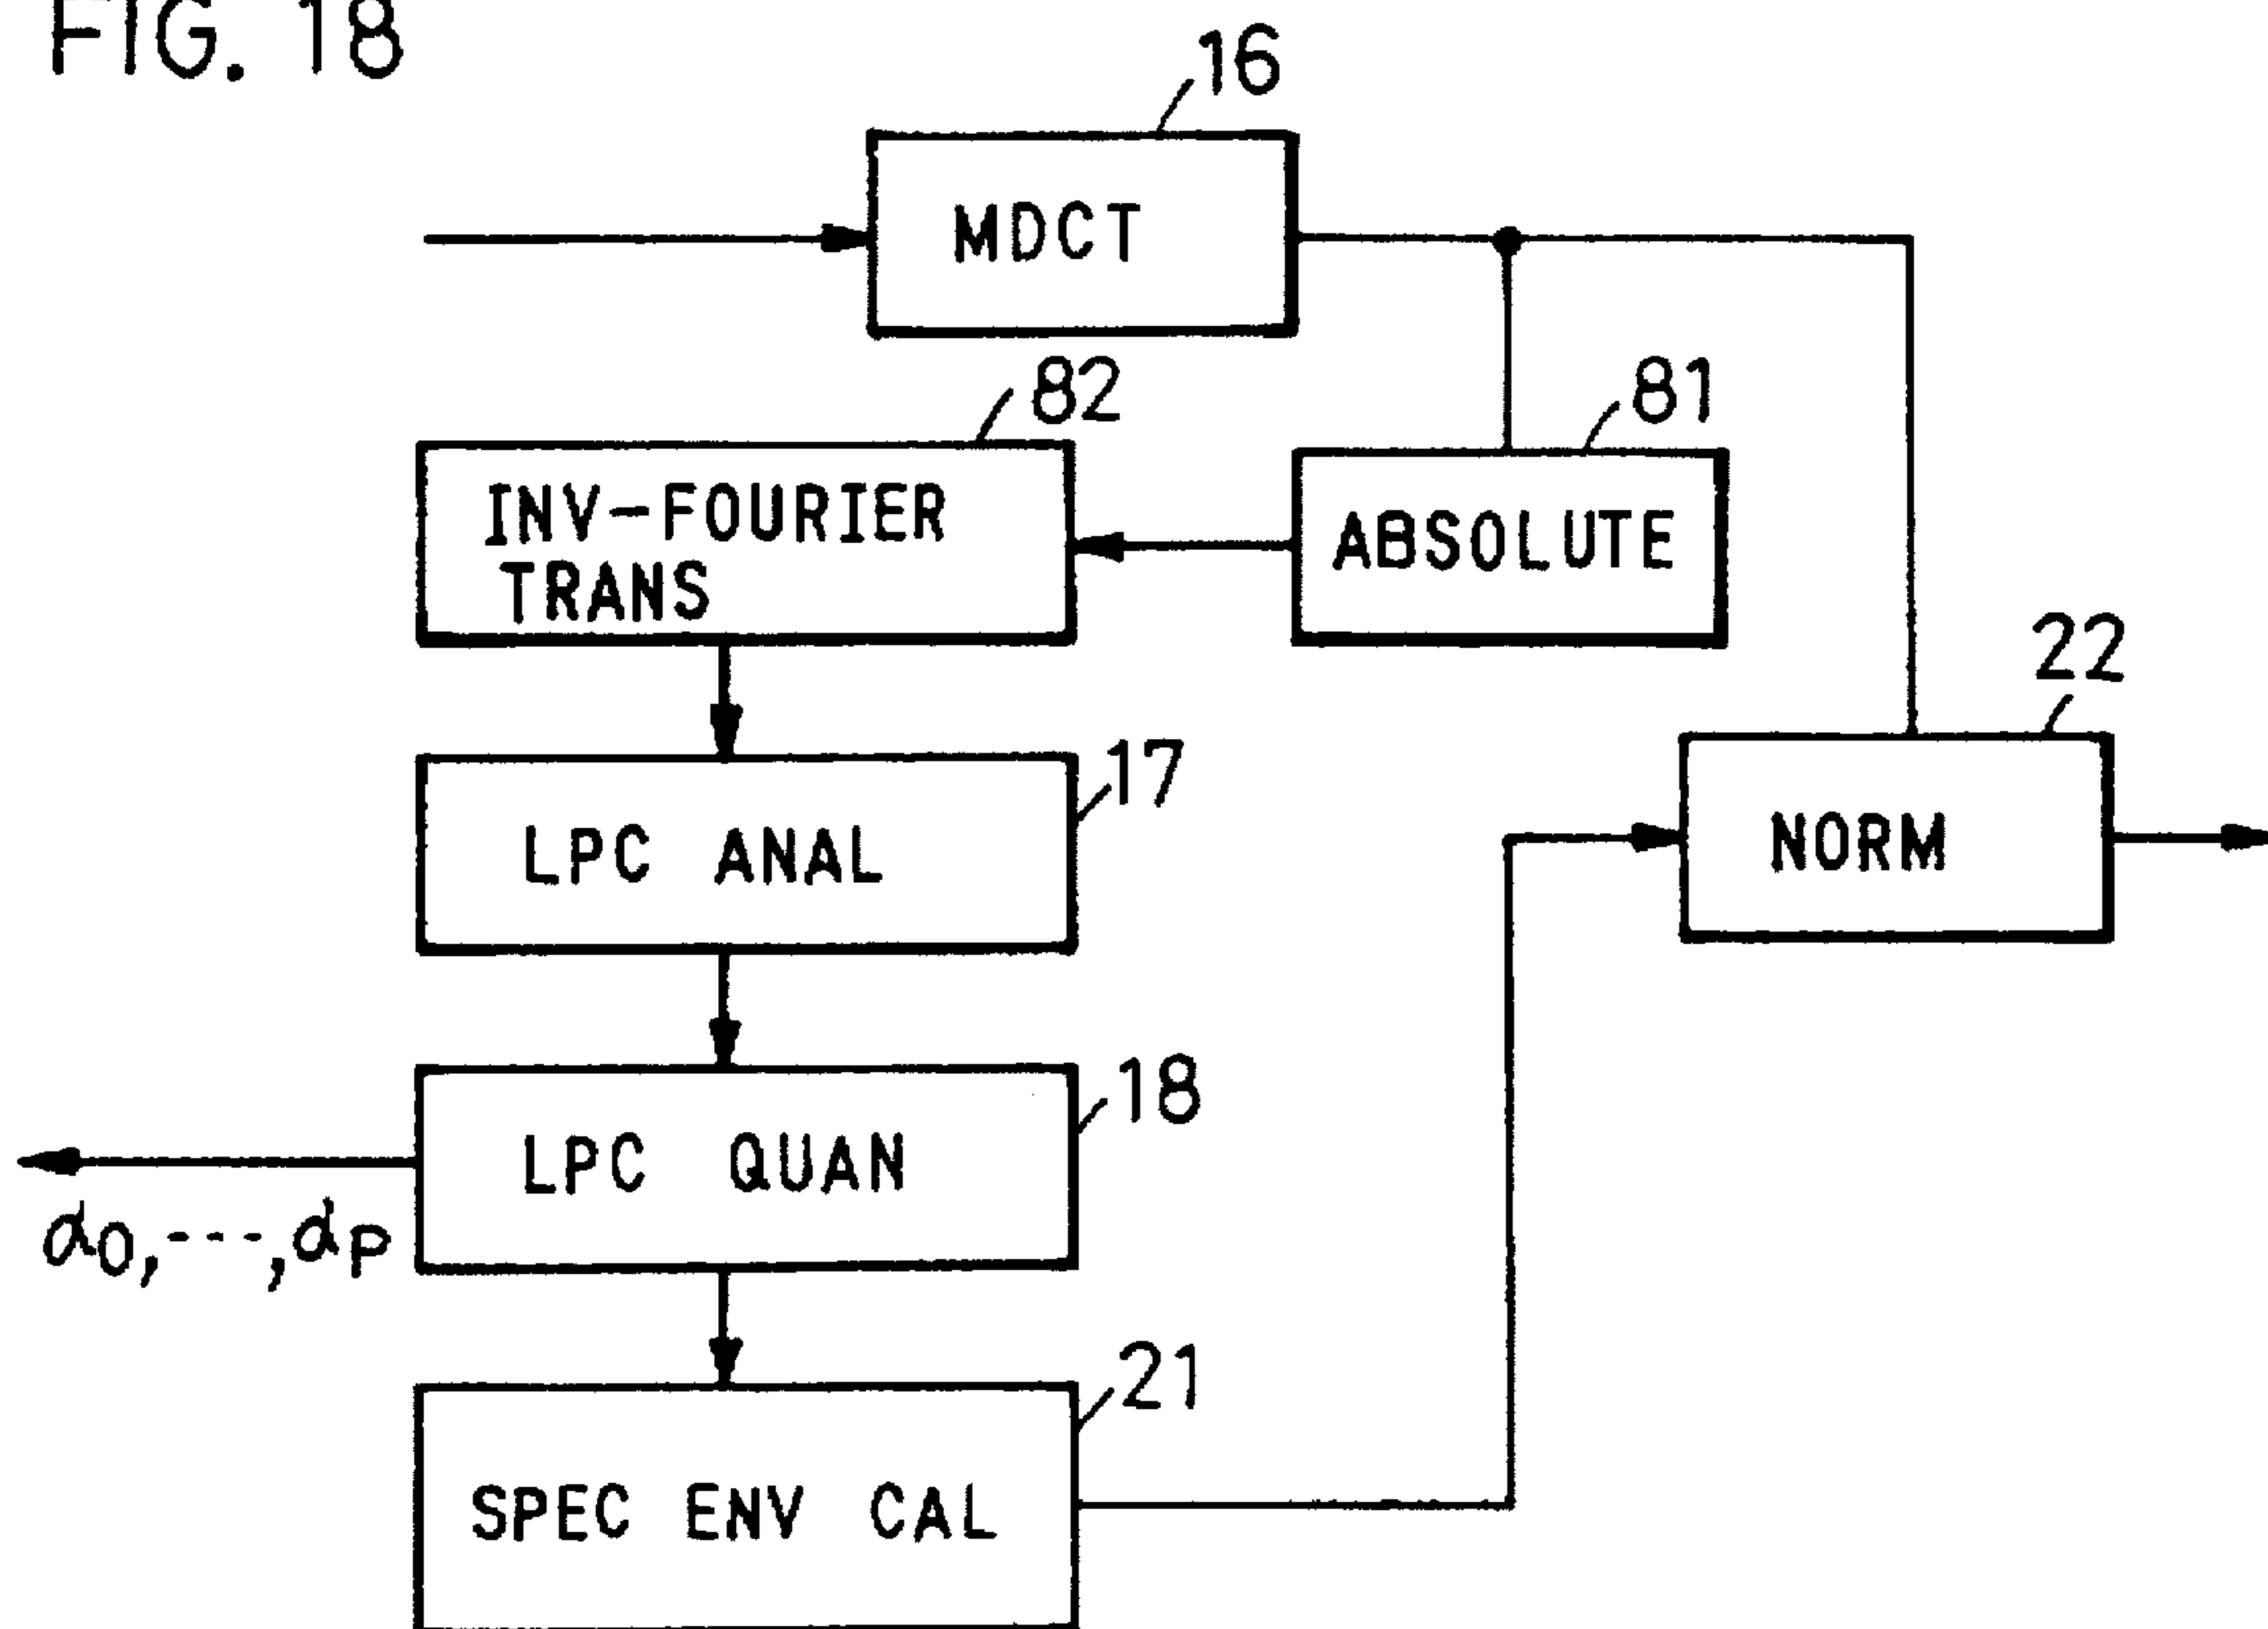 FIG. 18
16
MDCT
82
81
INV-FOURIER
TRANS
ABSOLUTE
22
17
LPC ANAL
NORM
18
LPC QUAN
α0,---,αP
21
SPEC ENV CAL